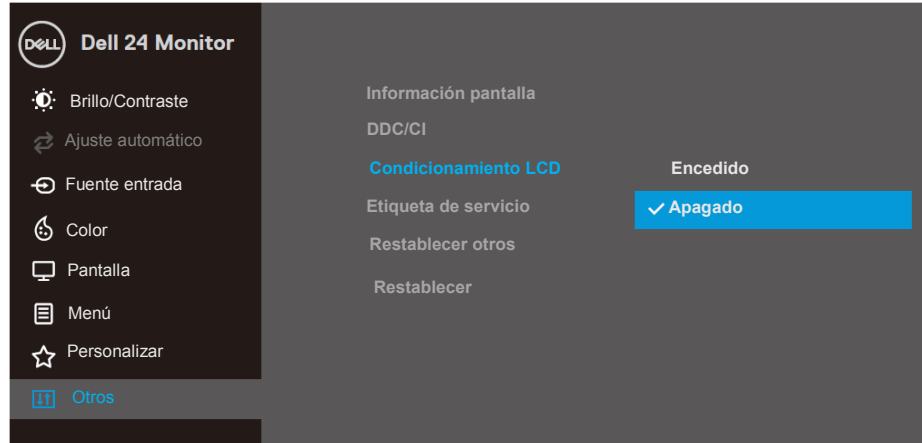 DELL Dell 24 Monitor
Brillo/Contraste
Ajuste automático
Fuente entrada
Color
Pantalla
Menú
Personalizar
Otros
Información pantalla
DDC/CI
Condicionamiento LCD Encedido
Etiqueta de servicio Apagado
Restablecer otros
Restablecer